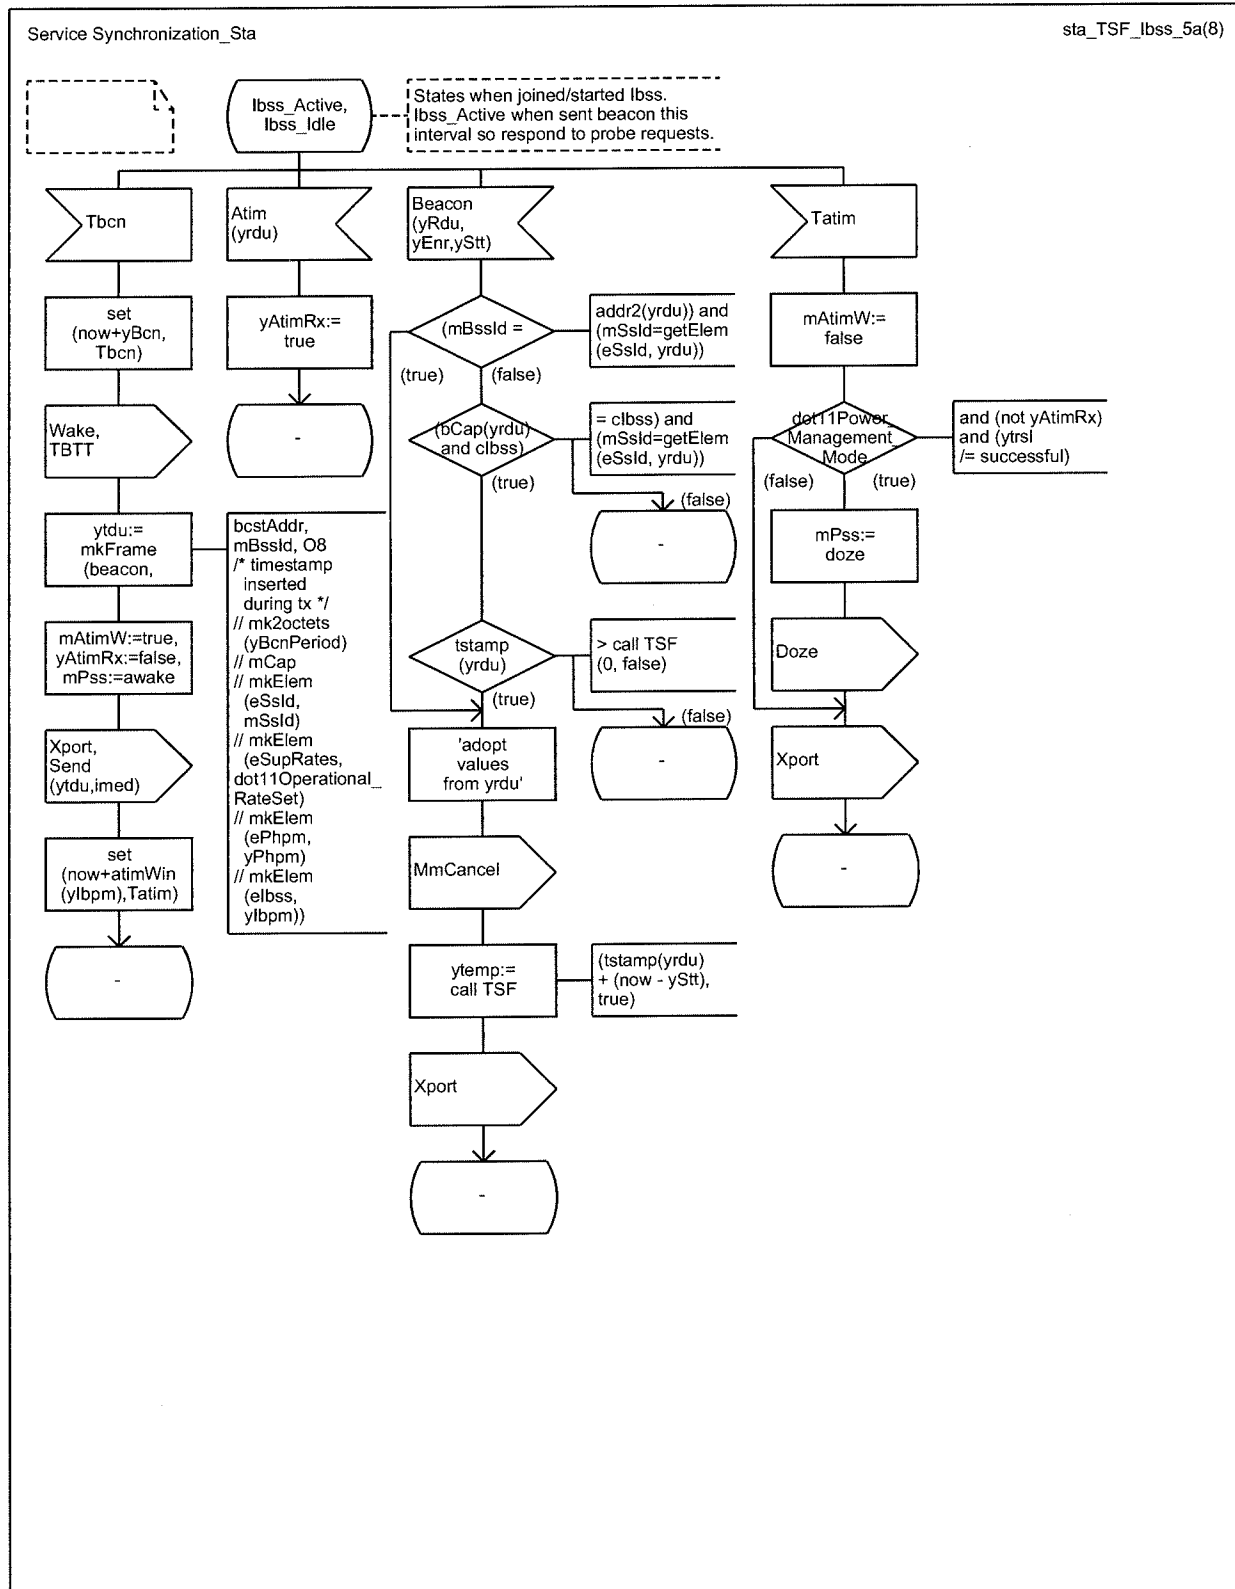 Service Synchronization_Sta
sta_TSF_Ibss_5a(8)
Ibss_Active,
Ibss_Idle
States when joined/started Ibss.
Ibss_Active when sent beacon this
interval so respond to probe requests.
Tbcn
set
(now+yBcn,
Tbcn)
Wake,
TBTT
ytdu:=
mkFrame
(beacon,
bcstAddr,
mBssId, O8
/* timestamp
inserted
during tx */
// mk2octets
(yBcnPeriod)
// mCap
// mkElem
(eSsId,
mSsId)
// mkElem
(eSupRates,
dot11Operational_
RateSet)
// mkElem
(ePhpm,
yPhpm)
// mkElem
(eIbss,
yIbpm))
mAtimW:=true,
yAtimRx:=false,
mPss:=awake
Xport,
Send
(ytdu,imed)
set
(now+atimWin
(yIbpm),Tatim)
-
Atim
(yrdu)
yAtimRx:=
true
-
Beacon
(yRdu,
yEnr,yStt)
(mBssId =
addr2(yrdu)) and
(mSsId=getElem
(eSsId, yrdu))
(true)
(false)
(bCap(yrdu)
and cIbss)
= cIbss) and
(mSsId=getElem
(eSsId, yrdu))
(true)
(false)
-
tstamp
(yrdu)
> call TSF
(0, false)
(true)
(false)
-
'adopt
values
from yrdu'
MmCancel
ytemp:=
call TSF
(tstamp(yrdu)
+ (now - yStt),
true)
Xport
-
Tatim
mAtimW:=
false
dot11Power_
Management_
Mode
and (not yAtimRx)
and (ytrsl
/= successful)
(false)
(true)
mPss:=
doze
Doze
Xport
-